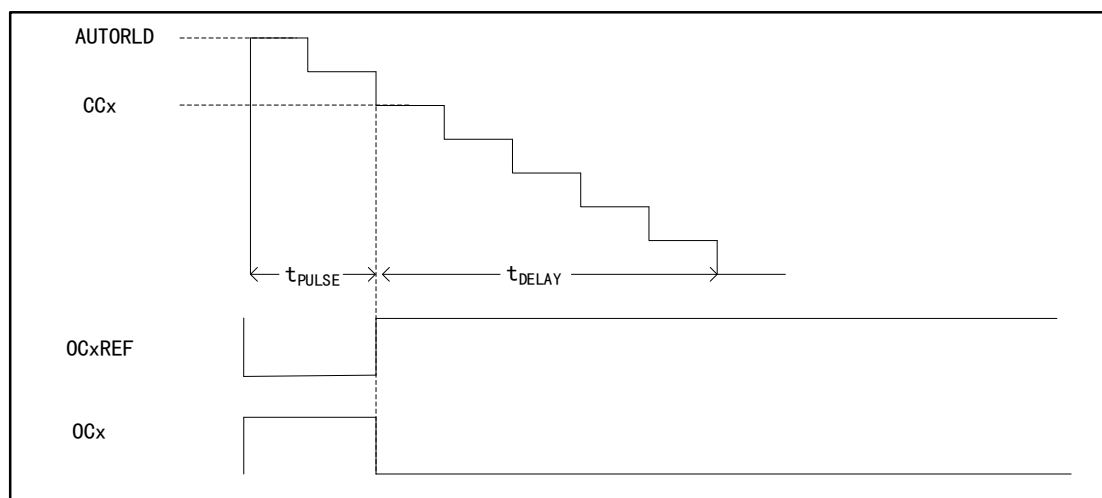 AUTORLD
CCx
tPULSE
tDELAY
OCxREF
OCx